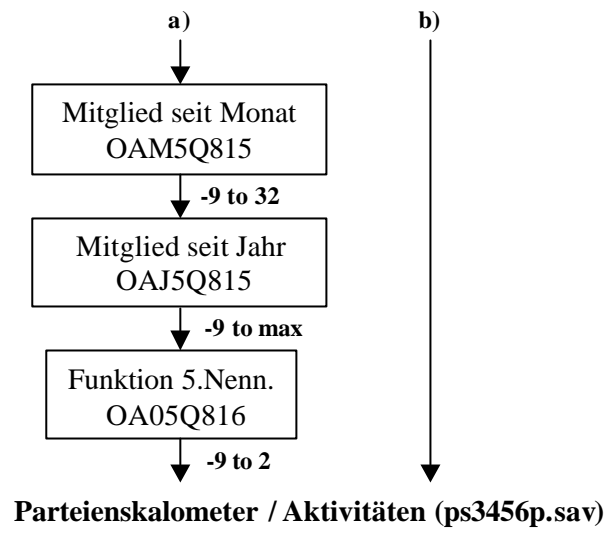 a) b)
Mitglied seit Monat
OAM5Q815
-9 to 32
Mitglied seit Jahr
OAJ5Q815
-9 to max
Funktion 5.Nenn.
OA05Q816
-9 to 2
Parteienskalometer / Aktivitäten (ps3456p.sav)